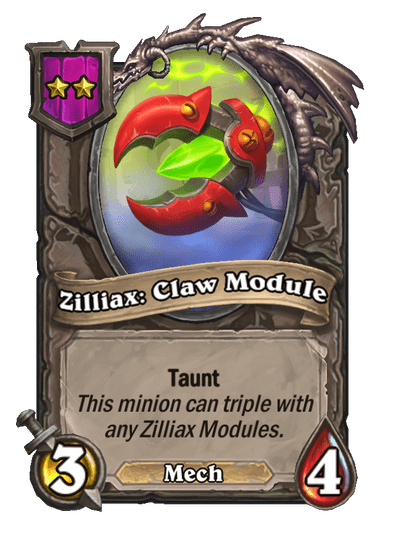 Zilliax: Claw Module
Taunt
This minion can triple with
any Zilliax Modules.
3
Mech
4